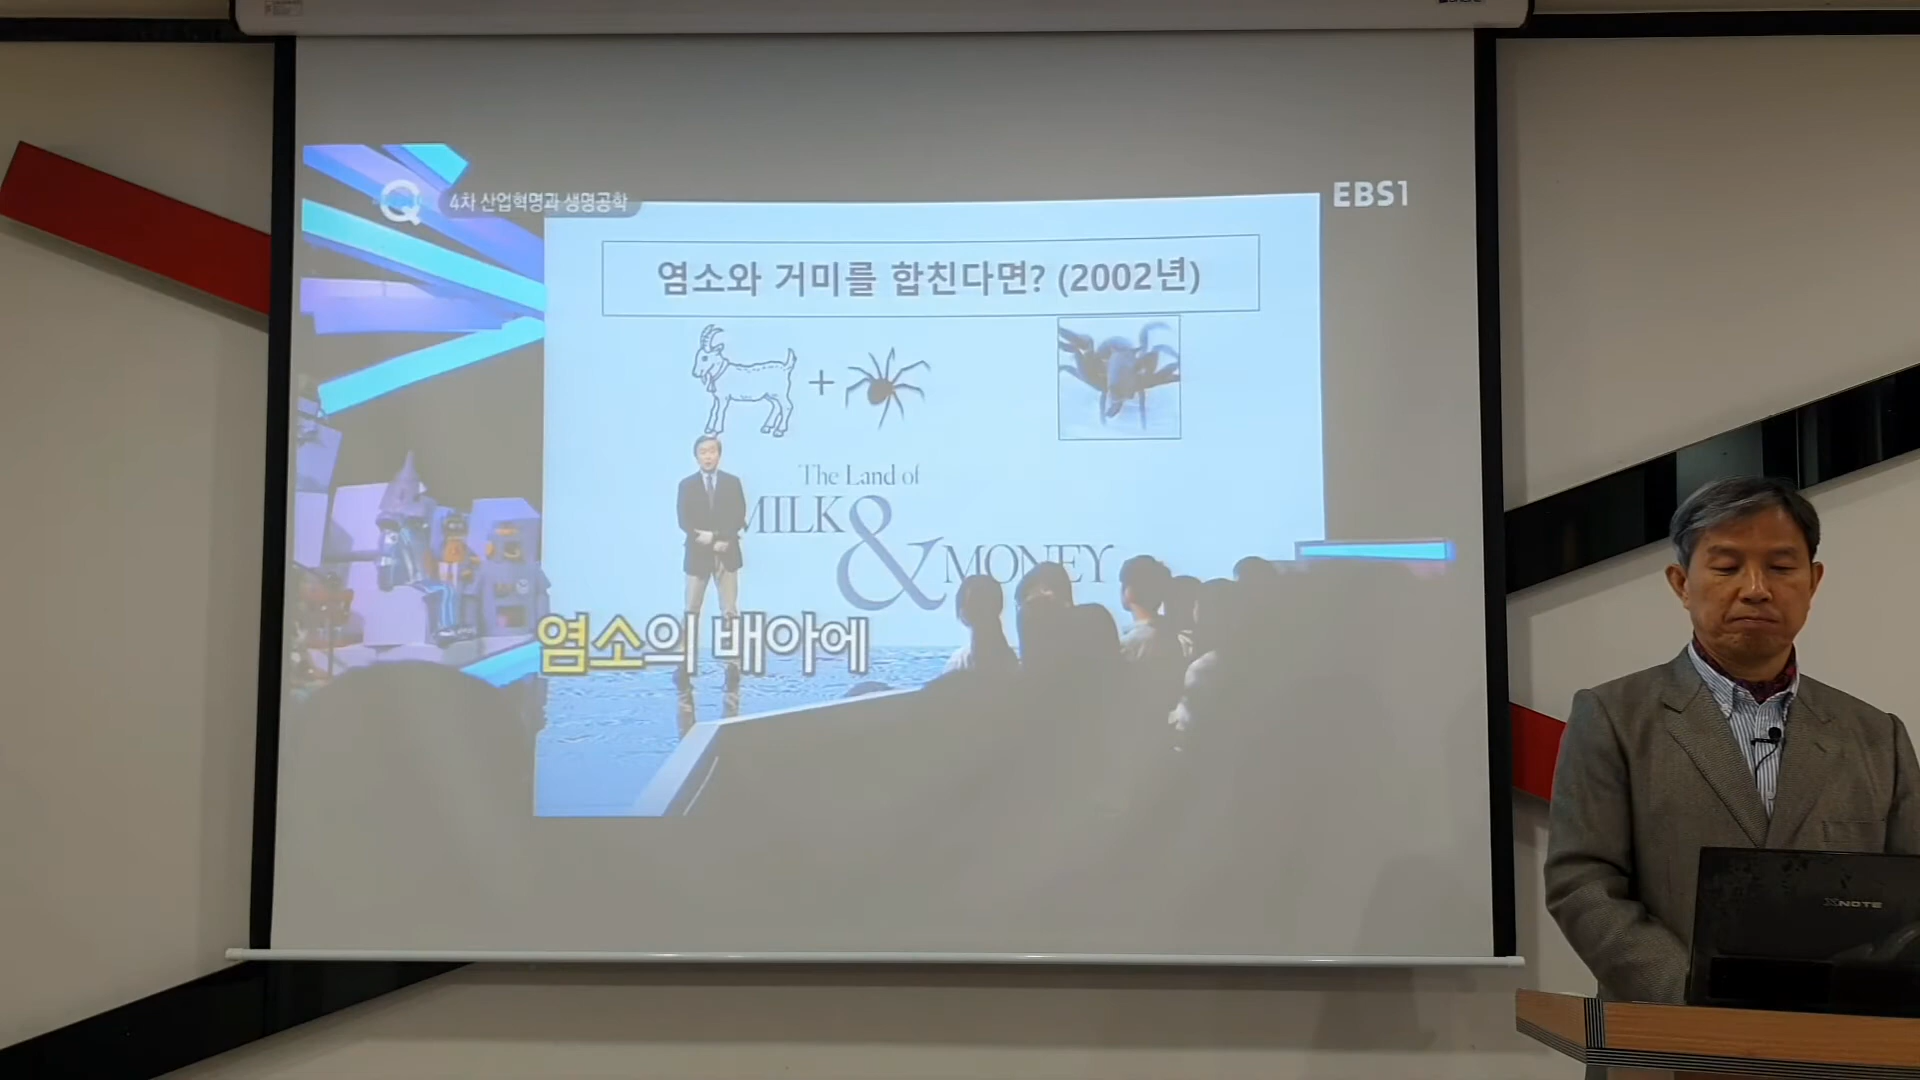 Q
4차 산업혁명과 생명공학
EBS1
염소와 거미를 합친다면? (2002년)
+
The Land of
MILK
&
MONEY
염소의 배아에
XNOTE